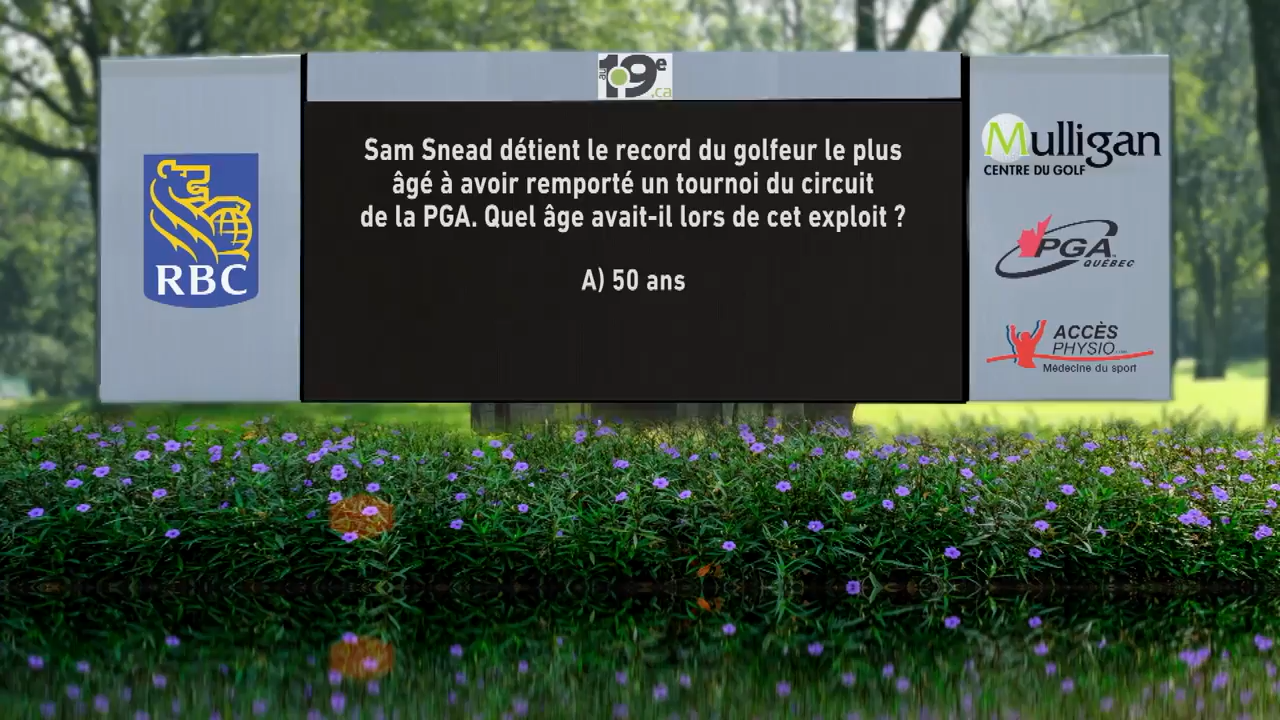 au 19e
.ca
Sam Snead détient le record du golfeur le plus
âgé à avoir remporté un tournoi du circuit
de la PGA. Quel âge avait-il lors de cet exploit ?
A) 50 ans
RBC
Mulligan
CENTRE DU GOLF
PGA
QUÉBEC
ACCÈS
PHYSIO
Médecine du sport